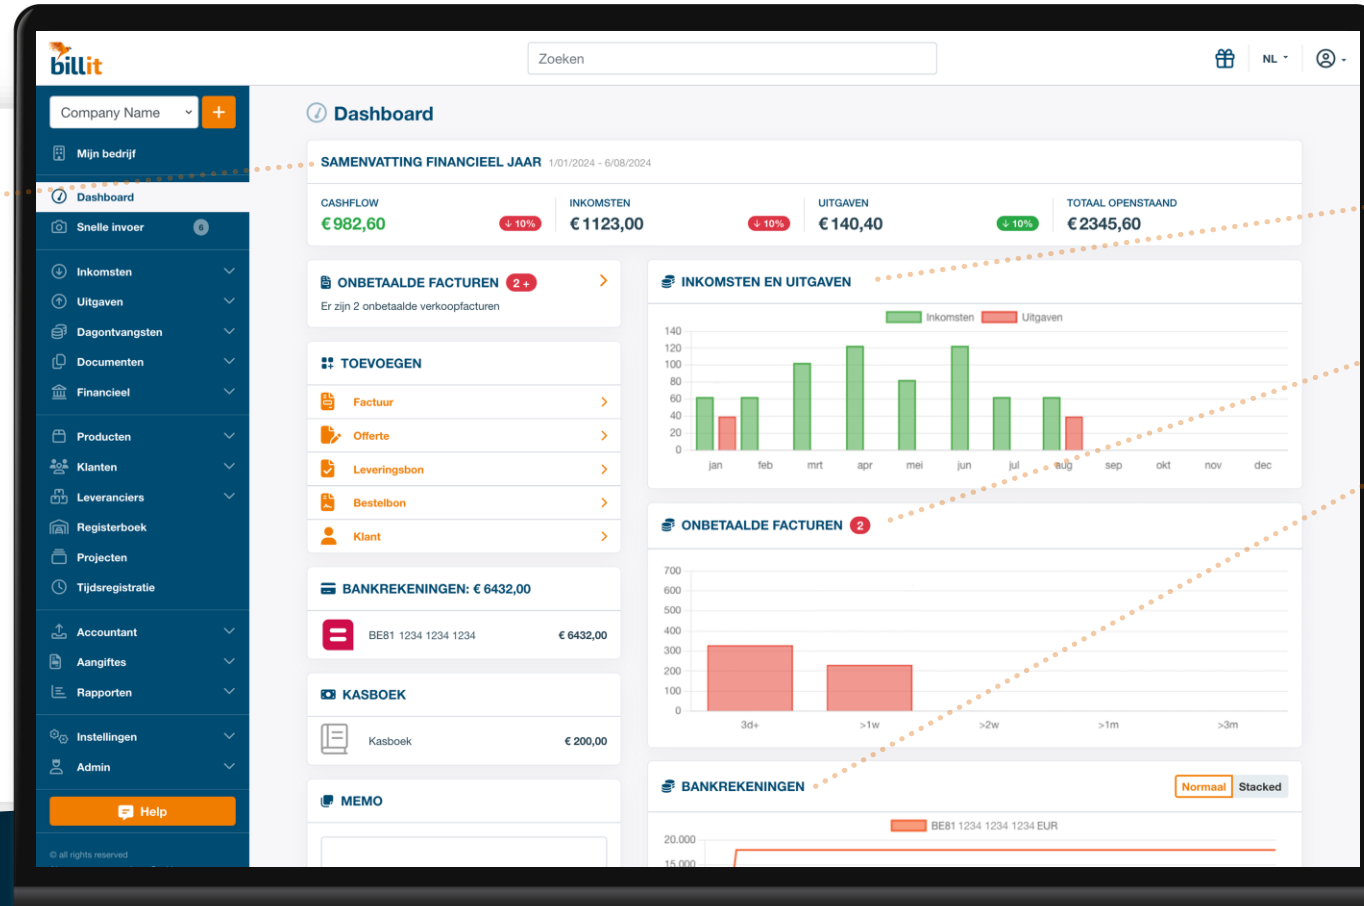 billit
Zoeken
NL
Company Name
+
Mijn bedrijf
Dashboard
Snelle invoer 6
Inkomsten
Uitgaven
Dagontvangsten
Documenten
Financieel
Producten
Klanten
Leveranciers
Registerboek
Projecten
Tijdsregistratie
Accountant
Aangiftes
Rapporten
Instellingen
Admin
Help
© all rights reserved
Dashboard
SAMENVATTING FINANCIEEL JAAR 1/01/2024 - 6/08/2024
CASHFLOW
€ 982,60 ↓ 10%
INKOMSTEN
€ 1123,00 ↓ 10%
UITGAVEN
€ 140,40 ↓ 10%
TOTAAL OPENSTAAND
€ 2345,60
ONBETAALDE FACTUREN 2 +
Er zijn 2 onbetaalde verkoopfacturen
TOEVOEGEN
Factuur
Offerte
Leveringsbon
Bestelbon
Klant
BANKREKENINGEN: € 6432,00
BE81 1234 1234 1234 € 6432,00
KASBOEK
Kasboek € 200,00
MEMO
INKOMSTEN EN UITGAVEN
Inkomsten Uitgaven
140
120
100
80
60
40
20
0
jan feb mrt apr mei jun jul aug sep okt nov dec
ONBETAALDE FACTUREN 2
700
600
500
400
300
200
100
0
3d+ >1w >2w >1m >3m
BANKREKENINGEN
Normaal Stacked
BE81 1234 1234 1234 EUR
20.000
15.000